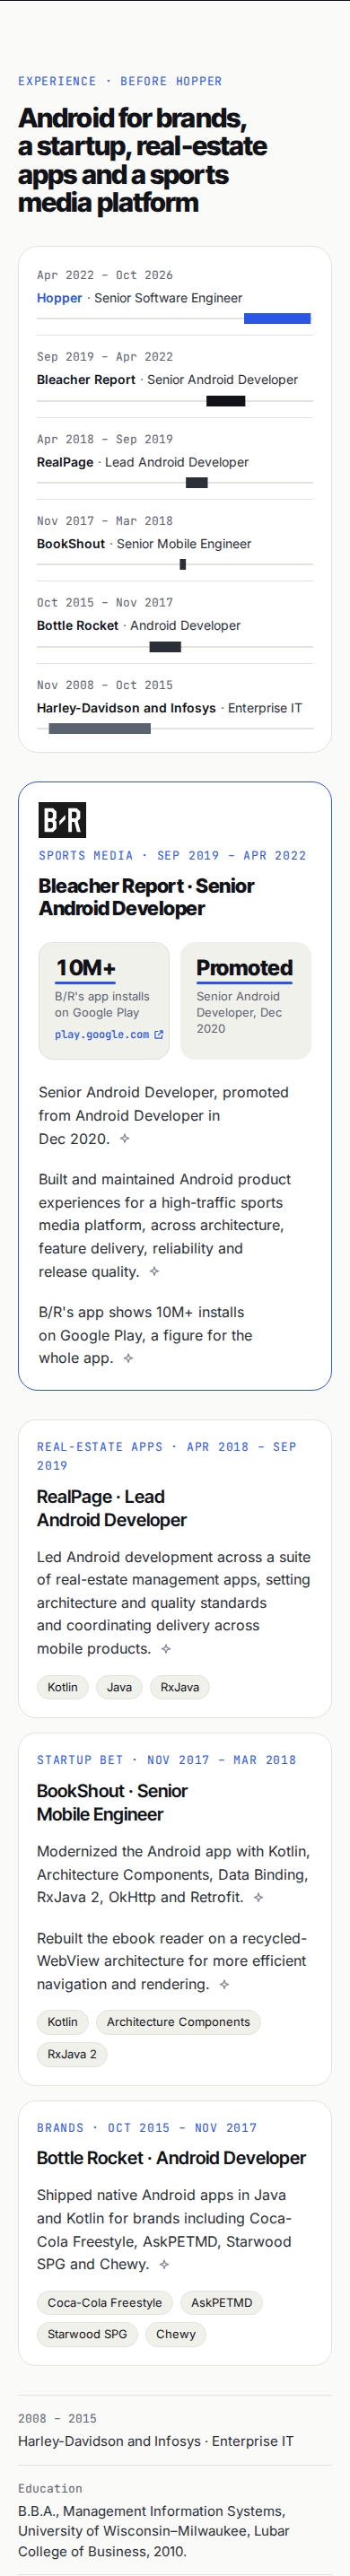 EXPERIENCE · BEFORE HOPPER
Android for brands,
a startup, real-estate
apps and a sports
media platform
Apr 2022 – Oct 2026
Hopper · Senior Software Engineer
Sep 2019 – Apr 2022
Bleacher Report · Senior Android Developer
Apr 2018 – Sep 2019
RealPage · Lead Android Developer
Nov 2017 – Mar 2018
BookShout · Senior Mobile Engineer
Oct 2015 – Nov 2017
Bottle Rocket · Android Developer
Nov 2008 – Oct 2015
Harley-Davidson and Infosys · Enterprise IT
B/R
SPORTS MEDIA · SEP 2019 – APR 2022
Bleacher Report · Senior
Android Developer
10M+
B/R's app installs
on Google Play
play.google.com
Promoted
Senior Android
Developer, Dec
2020
Senior Android Developer, promoted
from Android Developer in
Dec 2020.
Built and maintained Android product
experiences for a high-traffic sports
media platform, across architecture,
feature delivery, reliability and
release quality.
B/R's app shows 10M+ installs
on Google Play, a figure for the
whole app.
REAL-ESTATE APPS · APR 2018 – SEP
2019
RealPage · Lead
Android Developer
Led Android development across a suite
of real-estate management apps, setting
architecture and quality standards
and coordinating delivery across
mobile products.
Kotlin Java RxJava
STARTUP BET · NOV 2017 – MAR 2018
BookShout · Senior
Mobile Engineer
Modernized the Android app with Kotlin,
Architecture Components, Data Binding,
RxJava 2, OkHttp and Retrofit.
Rebuilt the ebook reader on a recycled-
WebView architecture for more efficient
navigation and rendering.
Kotlin Architecture Components
RxJava 2
BRANDS · OCT 2015 – NOV 2017
Bottle Rocket · Android Developer
Shipped native Android apps in Java
and Kotlin for brands including Coca-
Cola Freestyle, AskPETMD, Starwood
SPG and Chewy.
Coca-Cola Freestyle AskPETMD
Starwood SPG Chewy
2008 – 2015
Harley-Davidson and Infosys · Enterprise IT
Education
B.B.A., Management Information Systems,
University of Wisconsin–Milwaukee, Lubar
College of Business, 2010.